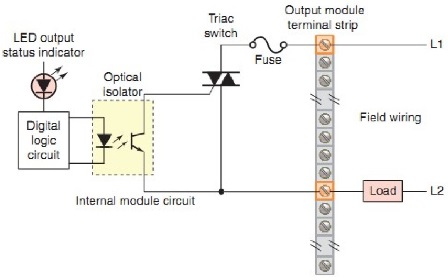 Output module
terminal strip
Triac
switch
LED output
status indicator
L1
Fuse
Optical
isolator
Field wiring
Digital
logic
circuit
Internal module circuit
Load
L2